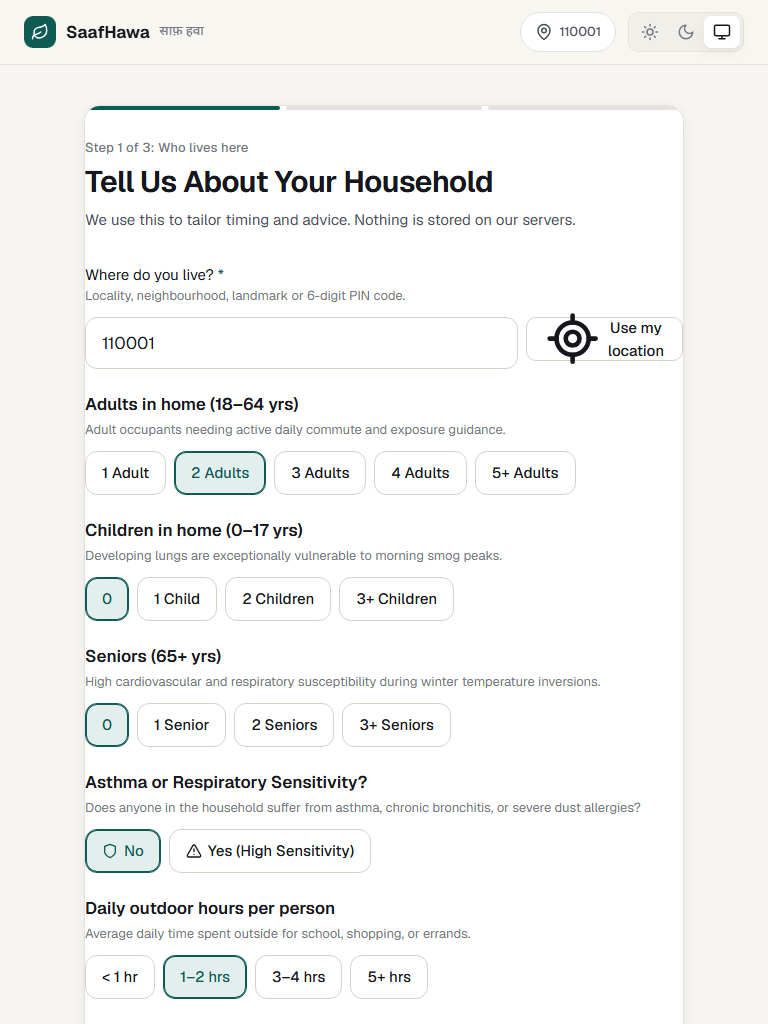 SaafHawa साफ़ हवा
110001
Step 1 of 3: Who lives here
Tell Us About Your Household
We use this to tailor timing and advice. Nothing is stored on our servers.
Where do you live? *
Locality, neighbourhood, landmark or 6-digit PIN code.
110001
Use my
location
Adults in home (18–64 yrs)
Adult occupants needing active daily commute and exposure guidance.
1 Adult 2 Adults 3 Adults 4 Adults 5+ Adults
Children in home (0–17 yrs)
Developing lungs are exceptionally vulnerable to morning smog peaks.
0 1 Child 2 Children 3+ Children
Seniors (65+ yrs)
High cardiovascular and respiratory susceptibility during winter temperature inversions.
0 1 Senior 2 Seniors 3+ Seniors
Asthma or Respiratory Sensitivity?
Does anyone in the household suffer from asthma, chronic bronchitis, or severe dust allergies?
No Yes (High Sensitivity)
Daily outdoor hours per person
Average daily time spent outside for school, shopping, or errands.
< 1 hr 1–2 hrs 3–4 hrs 5+ hrs